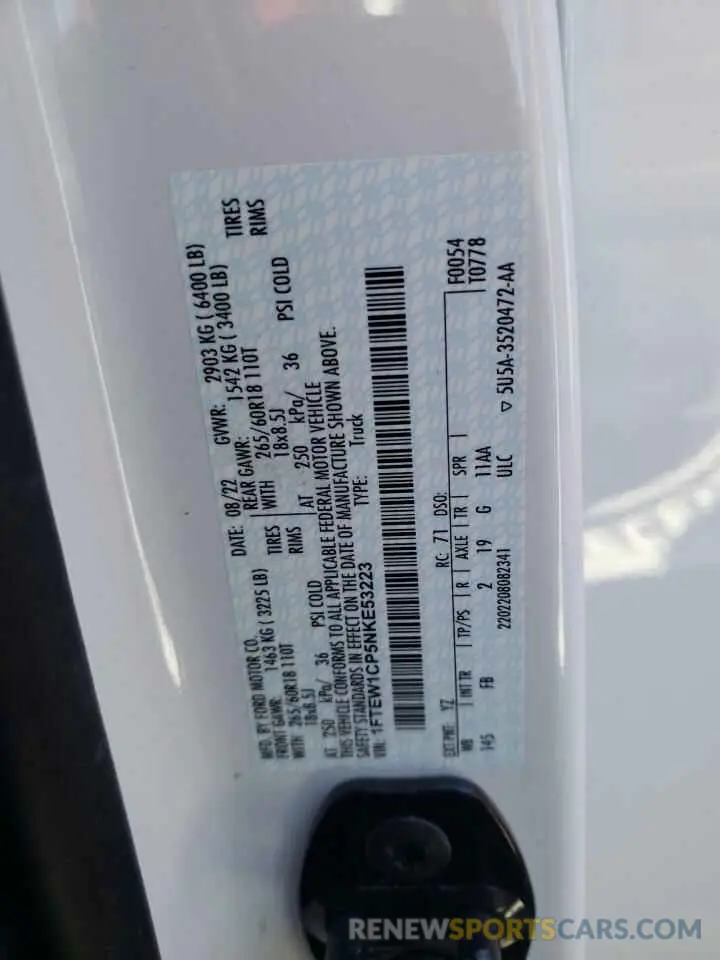 MFD. BY FORD MOTOR CO.
DATE: 08/22 GVWR: 2903 KG ( 6400 LB)
FRONT GAWR: 1463 KG ( 3225 LB) REAR GAWR: 1542 KG ( 3400 LB)
WITH 265/60R18 110T TIRES WITH 265/60R18 110T TIRES
18x8.5J RIMS 18x8.5J RIMS
AT 250 kPa/ 36 PSI COLD AT 250 kPa/ 36 PSI COLD
THIS VEHICLE CONFORMS TO ALL APPLICABLE FEDERAL MOTOR VEHICLE
SAFETY STANDARDS IN EFFECT ON THE DATE OF MANUFACTURE SHOWN ABOVE.
VIN: 1FTEW1CP5NKE53223 TYPE: Truck
F0054
T0778
EXT PNT: YZ RC: 71 DSO:
WB INT TR TP/PS R AXLE TR SPR
145 FB 2 19 G 11AA
2202208082341 ULC ▽ 5U5A-3520472-AA
RENEWSPORTSCARS.COM